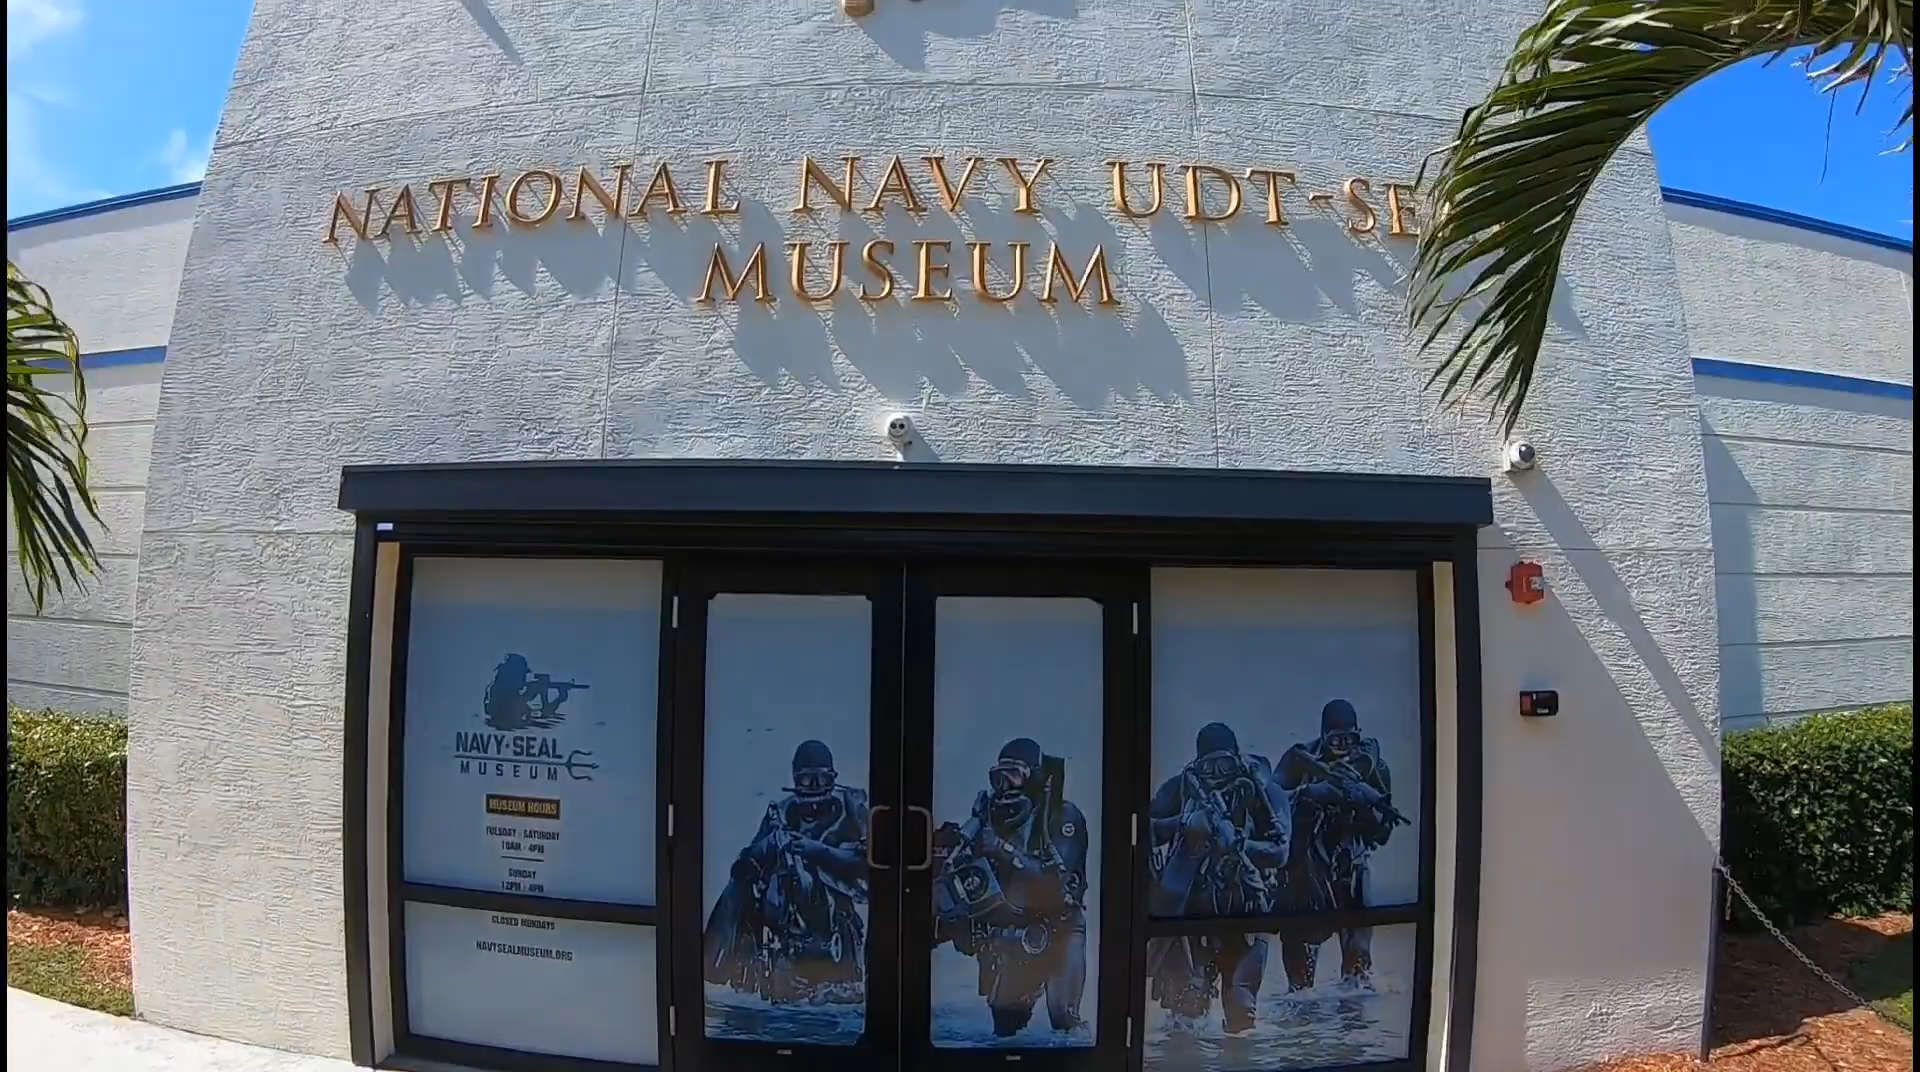 NATIONAL NAVY UDT-SE
MUSEUM
NAVY·SEAL
MUSEUM
MUSEUM HOURS
TUESDAY - SATURDAY
10AM - 4PM
SUNDAY
12PM - 4PM
CLOSED MONDAYS
NAVYSEALMUSEUM.ORG